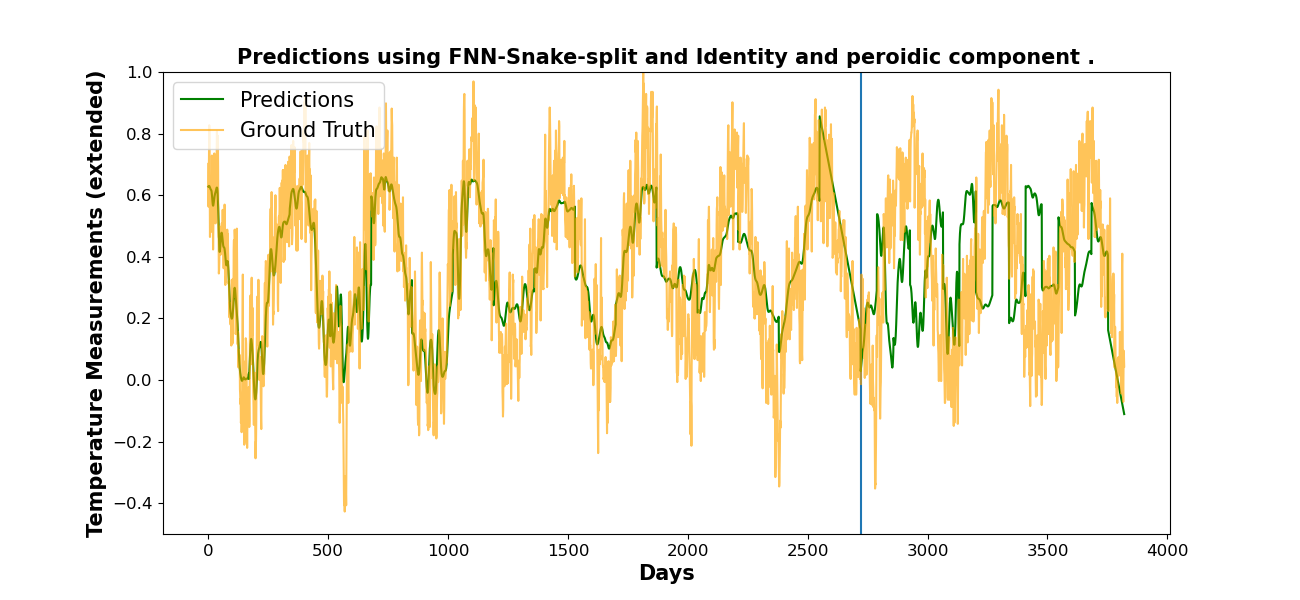 Predictions using FNN-Snake-split and Identity and peroidic component .
Temperature Measurements (extended)
1.0
0.8
0.6
0.4
0.2
0.0
−0.2
−0.4
Predictions
Ground Truth
0 500 1000 1500 2000 2500 3000 3500 4000
Days